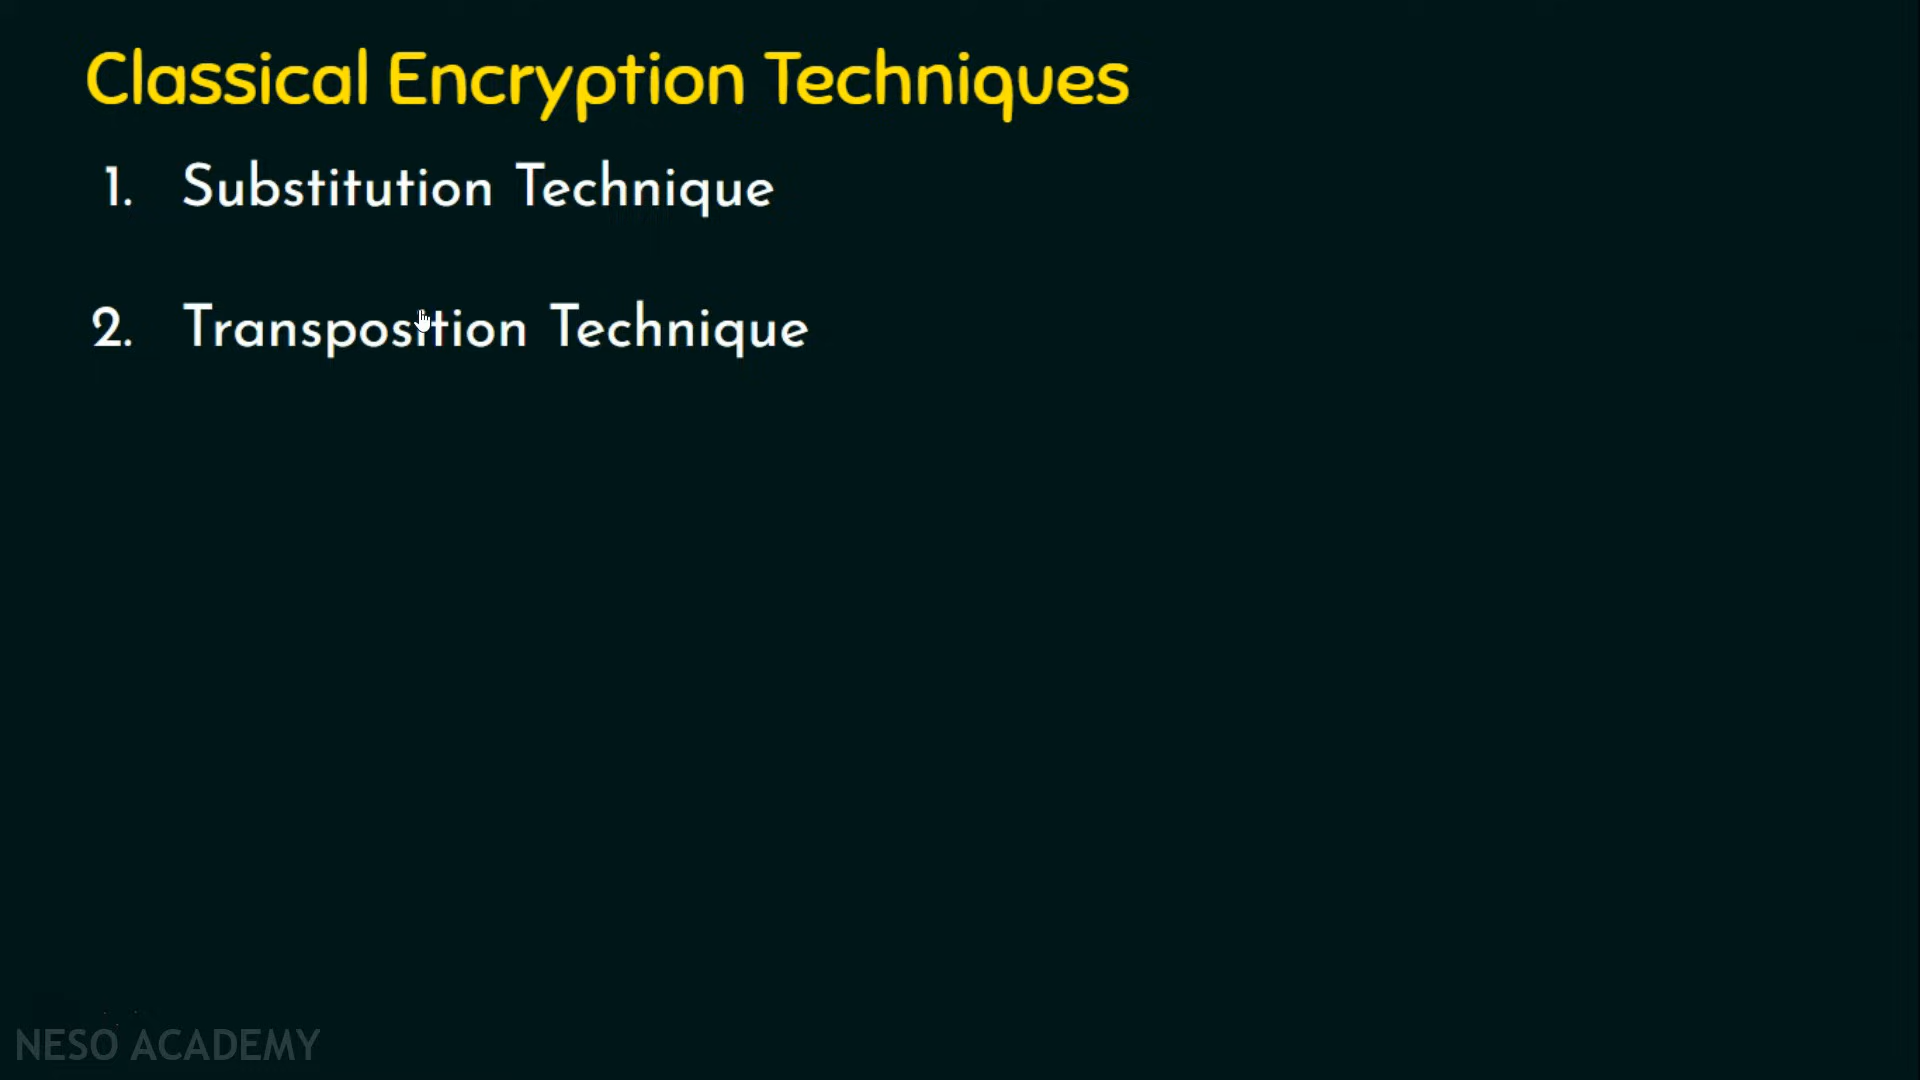 Classical Encryption Techniques
1. Substitution Technique
2. Transposition Technique
NESO ACADEMY